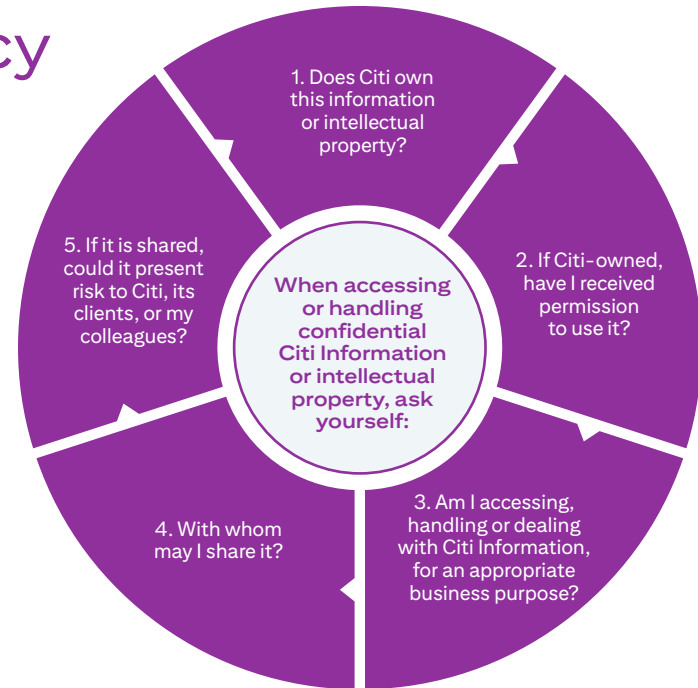 cy
1. Does Citi own
this information
or intellectual
property?
2. If Citi-owned,
have I received
permission
to use it?
3. Am I accessing,
handling or dealing
with Citi Information,
for an appropriate
business purpose?
4. With whom
may I share it?
5. If it is shared,
could it present
risk to Citi, its
clients, or my
colleagues?
When accessing
or handling
confidential
Citi Information
or intellectual
property, ask
yourself: